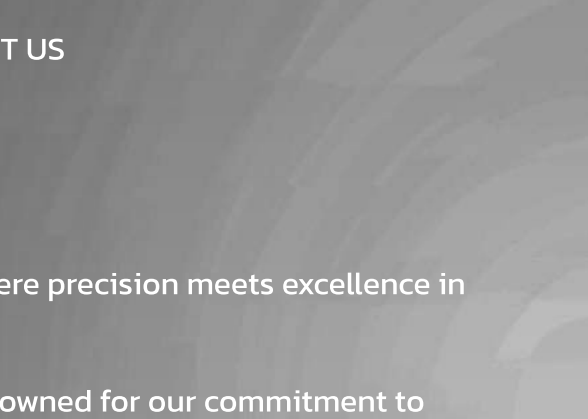 T US
ere precision meets excellence in
owned for our commitment to